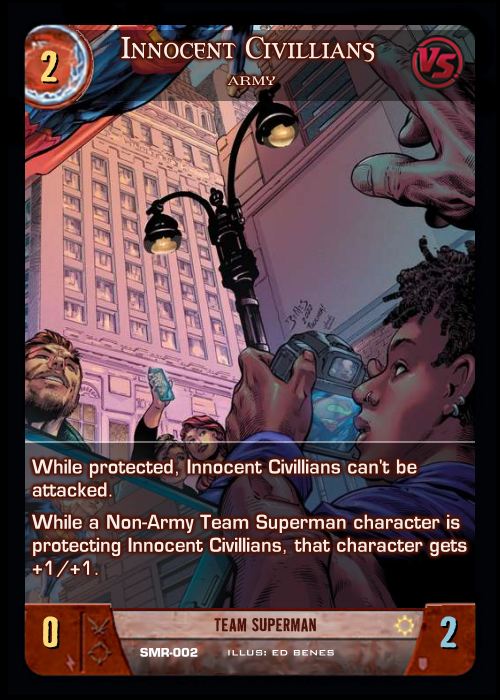 2
INNOCENT CIVILLIANS
VS
ARMY
While protected, Innocent Civillians can't be
attacked.
While a Non-Army Team Superman character is
protecting Innocent Civillians, that character gets
+1/+1.
0
TEAM SUPERMAN
2
SMR-002 ILLUS: ED BENES